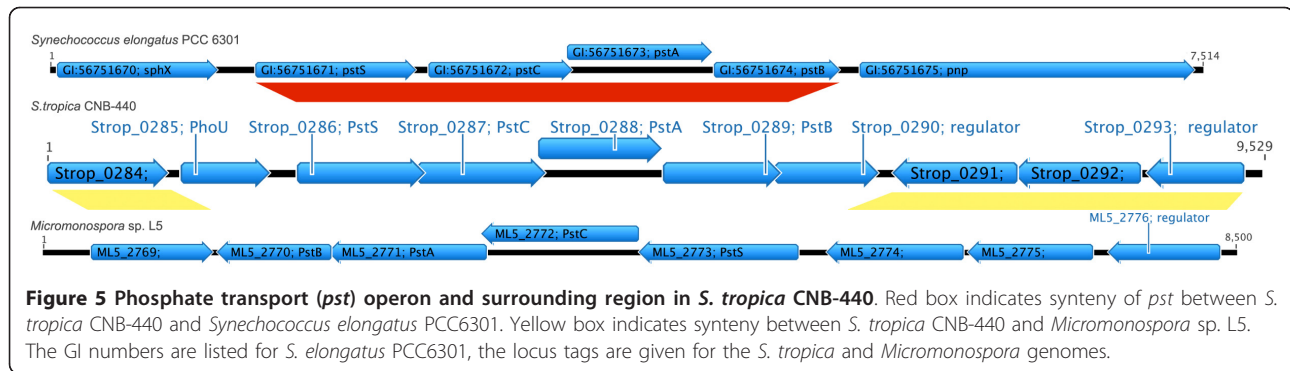 Synechococcus elongatus PCC 6301
1
GI:56751673; pstA
GI:56751670; sphX
GI:56751671; pstS
GI:56751672; pstC
GI:56751674; pstB
GI:56751675; pnp
7,514
S.tropica CNB-440
Strop_0285; PhoU
Strop_0286; PstS
Strop_0287; PstC
Strop_0288; PstA
Strop_0289; PstB
Strop_0290; regulator
Strop_0293; regulator
1
9,529
Strop_0284;
Strop_0291;
Strop_0292;
Micromonospora sp. L5
1
ML5_2772; PstC
ML5_2776; regulator
8,500
ML5_2769;
ML5_2770; PstB
ML5_2771; PstA
ML5_2773; PstS
ML5_2774;
ML5_2775;
Figure 5 Phosphate transport (pst) operon and surrounding region in S. tropica CNB-440. Red box indicates synteny of pst between S.
tropica CNB-440 and Synechococcus elongatus PCC6301. Yellow box indicates synteny between S. tropica CNB-440 and Micromonospora sp. L5.
The GI numbers are listed for S. elongatus PCC6301, the locus tags are given for the S. tropica and Micromonospora genomes.